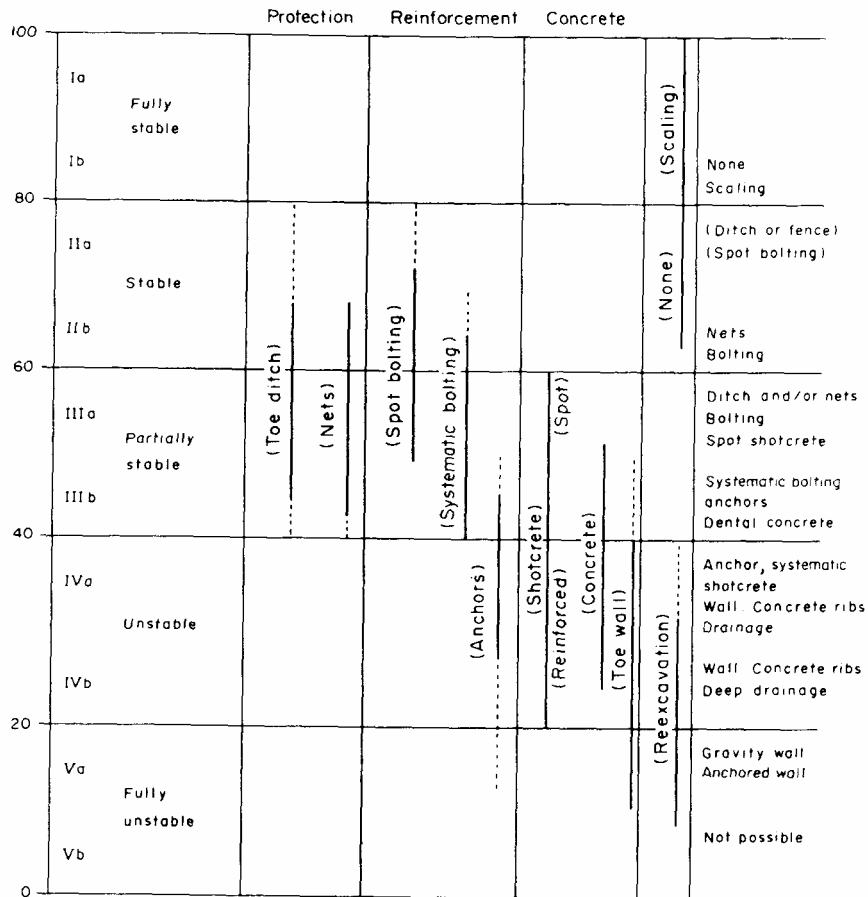 Protection Reinforcement Concrete
100
Ia
Fully
stable
Ib
(Scaling)
None
Scaling
80
IIa
Stable
IIb
(None)
(Ditch or fence)
(Spot bolting)
Nets
Bolting
60
IIIa
Partially
stable
IIIb
(Toe ditch)
(Nets)
(Spot bolting)
(Systematic bolting)
(Spot)
Ditch and/or nets
Bolting
Spot shotcrete
Systematic bolting
anchors
Dental concrete
40
IVa
Unstable
IVb
(Anchors)
(Shotcrete)
(Reinforced)
(Concrete)
(Toe wall)
(Reexcavation)
Anchor, systematic
shotcrete
Wall. Concrete ribs
Drainage
Wall. Concrete ribs
Deep drainage
20
Va
Fully
unstable
Vb
Gravity wall
Anchored wall
Not possible
0